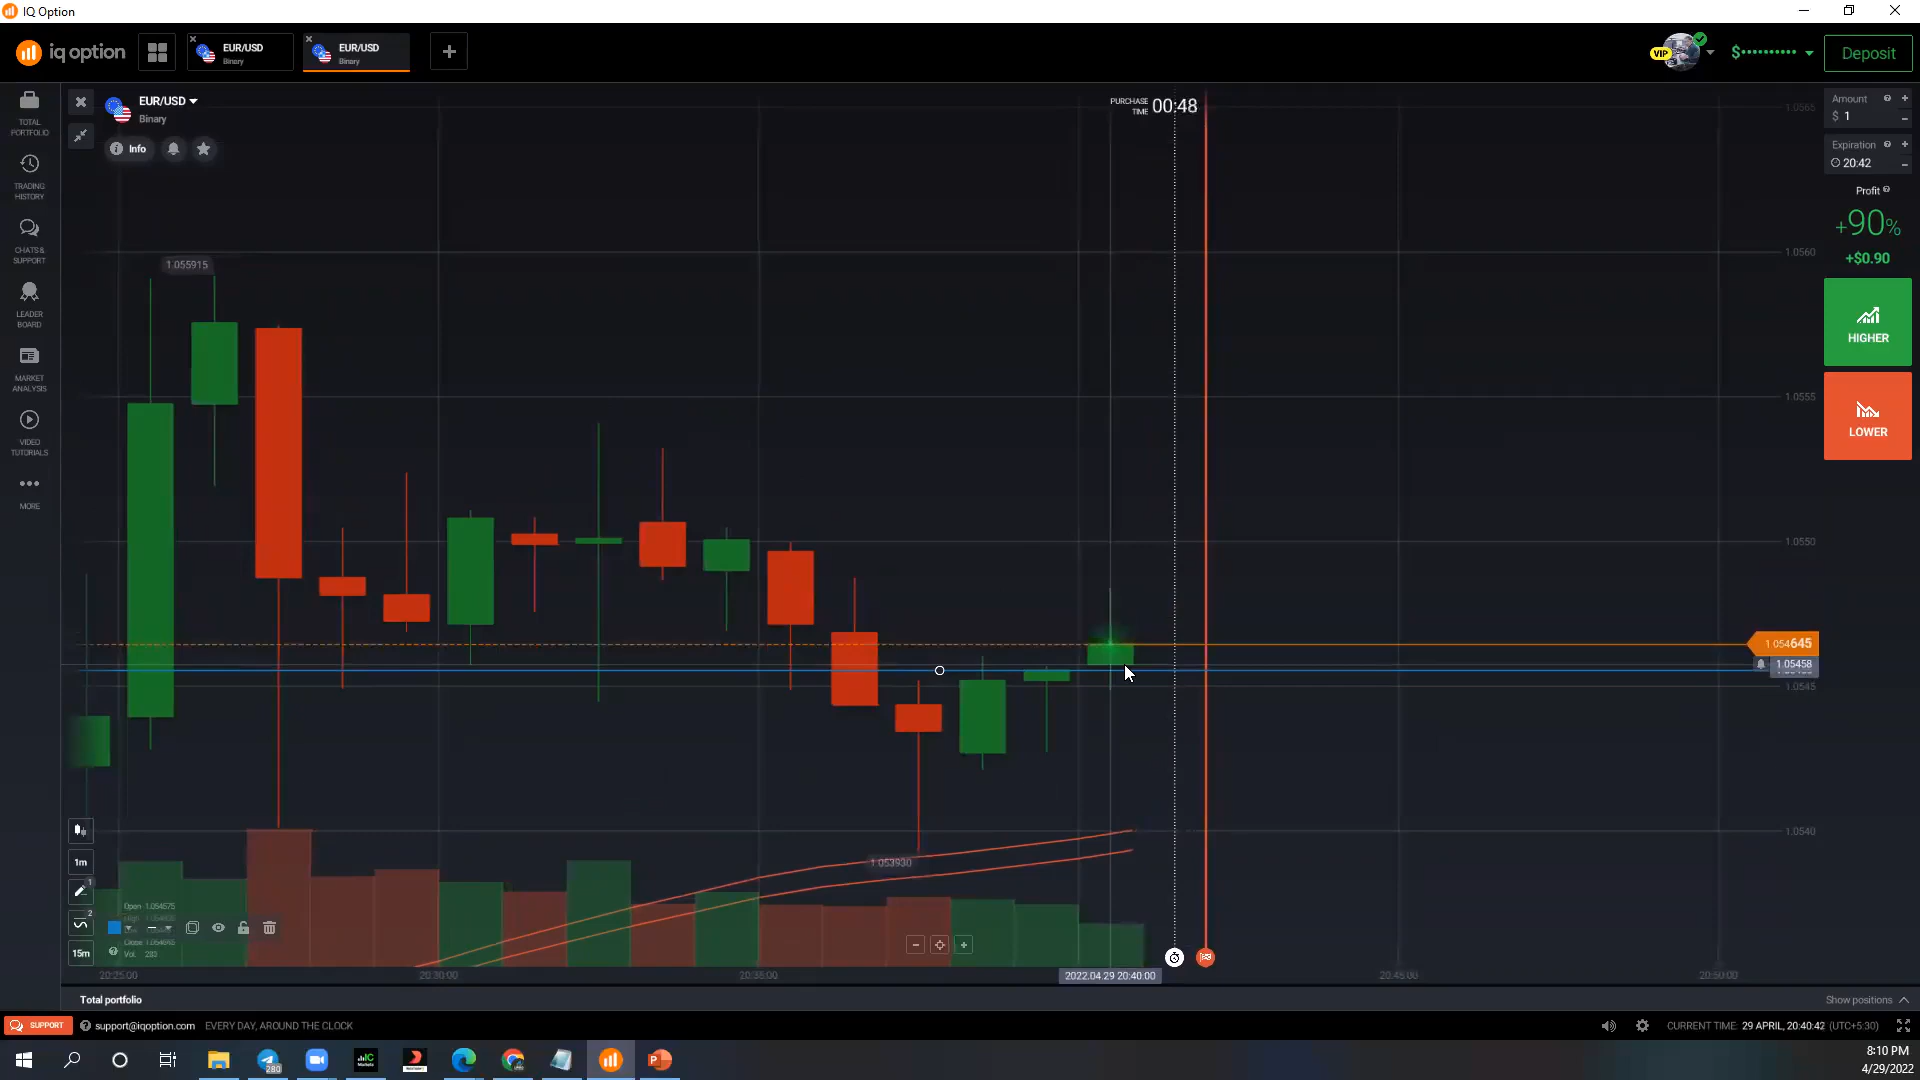 IQ Option
iq option
EUR/USD
Binary
EUR/USD
Binary
VIP
Deposit
TOTAL
PORTFOLIO
TRADING
HISTORY
CHATS &
SUPPORT
LEADER
BOARD
MARKET
ANALYSIS
VIDEO
TUTORIALS
MORE
EUR/USD
Binary
Info
PURCHASE
TIME
00:48
1.055915
1.053930
1.0565
1.0560
1.0555
1.0550
1.054645
1.05458
1.0545
1.0540
Amount
$ 1
Expiration
20:42
Profit
+90%
+$0.90
HIGHER
LOWER
1m
1
2
15m
Open 1.054575
Vol. 283
20:25:00
20:30:00
20:35:00
2022.04.29 20:40:00
20:45:00
20:50:00
Total portfolio
Show positions
SUPPORT
support@iqoption.com
EVERY DAY, AROUND THE CLOCK
CURRENT TIME: 29 APRIL, 20:40:42 (UTC+5:30)
280
8:10 PM
4/29/2022